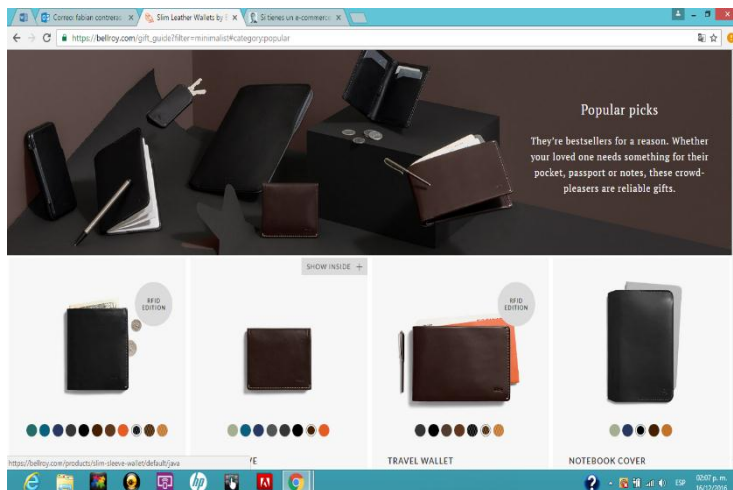 Correo: fabian contreras
Slim Leather Wallets by B
Si tienes un e-commerce
https://bellroy.com/gift_guide?filter=minimalist#category:popular
Popular picks
They're bestsellers for a reason. Whether
your loved one needs something for their
pocket, passport or notes, these crowd-
pleasers are reliable gifts.
SHOW INSIDE +
RFID
EDITION
RFID
EDITION
https://bellroy.com/products/slim-sleeve-wallet/default/java
VE
TRAVEL WALLET
NOTEBOOK COVER
hp
ESP
02:07 p. m.
16/12/2016